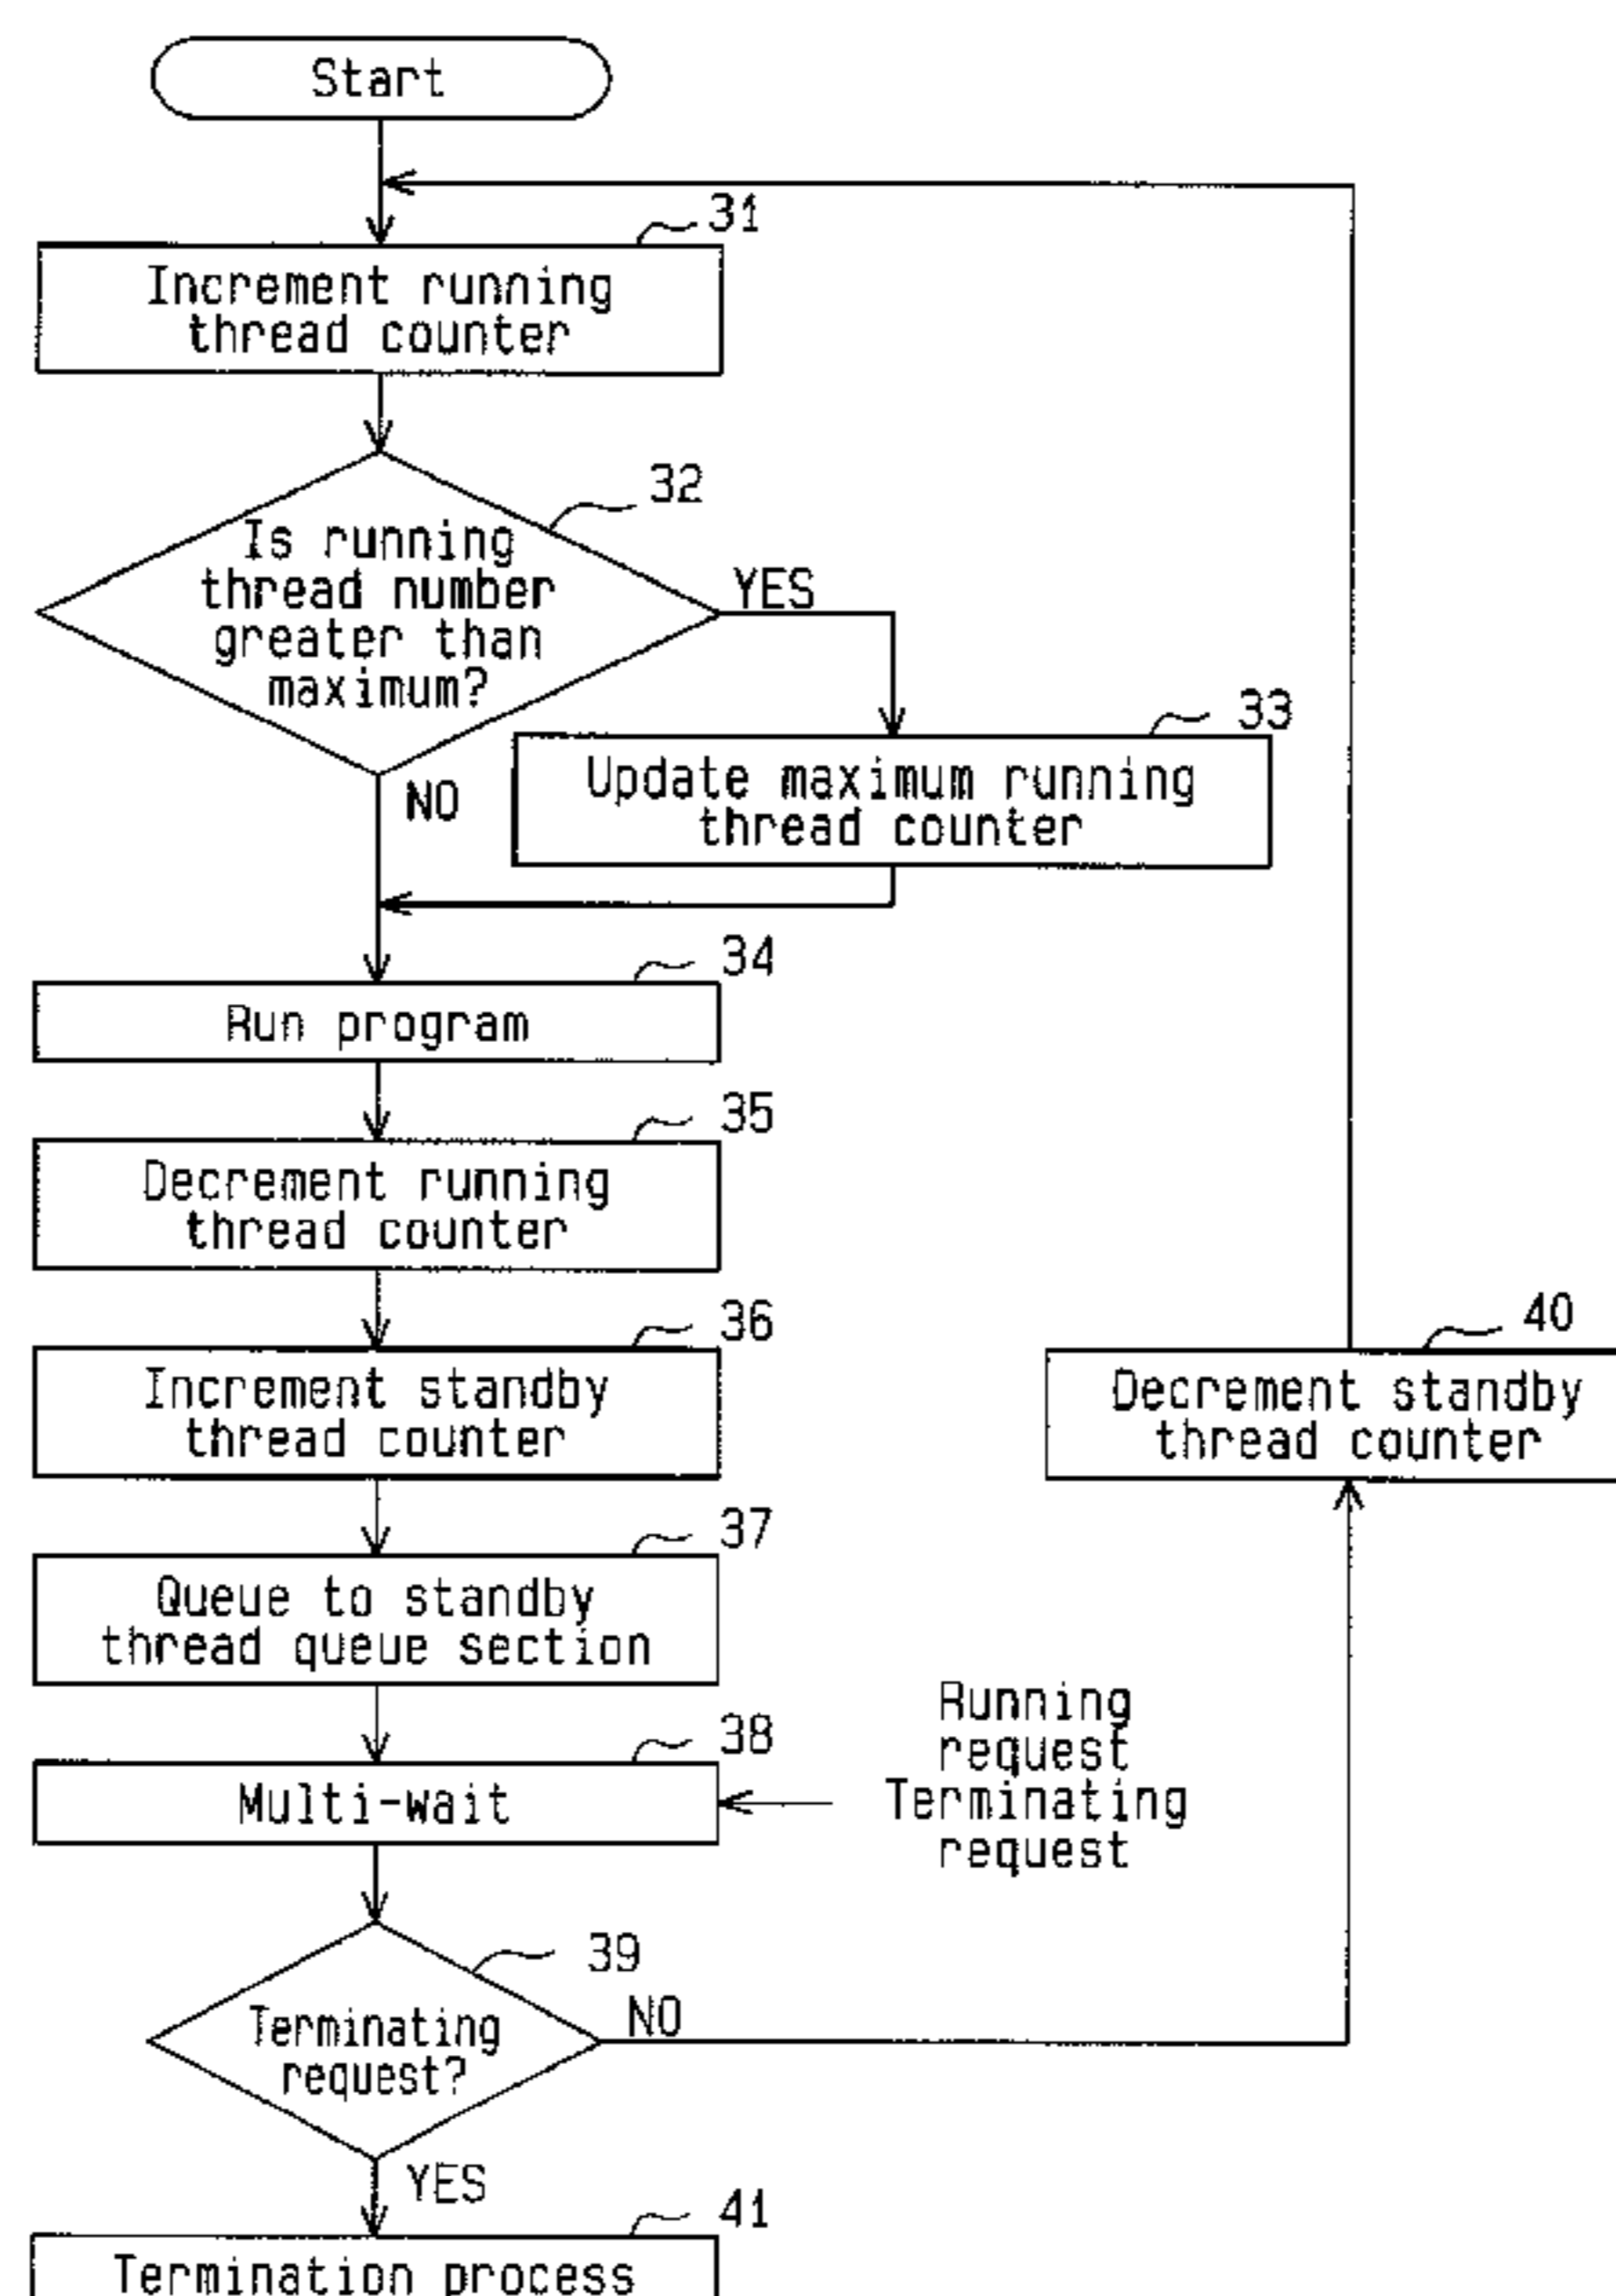 Start
31
Increment running
thread counter
32
Is running
thread number
greater than
maximum?
YES
NO
33
Update maximum running
thread counter
34
Run program
35
Decrement running
thread counter
36
Increment standby
thread counter
40
Decrement standby
thread counter
37
Queue to standby
thread queue section
38
Multi-wait
Running
request
Terminating
request
39
Terminating
request?
NO
YES
41
Termination process